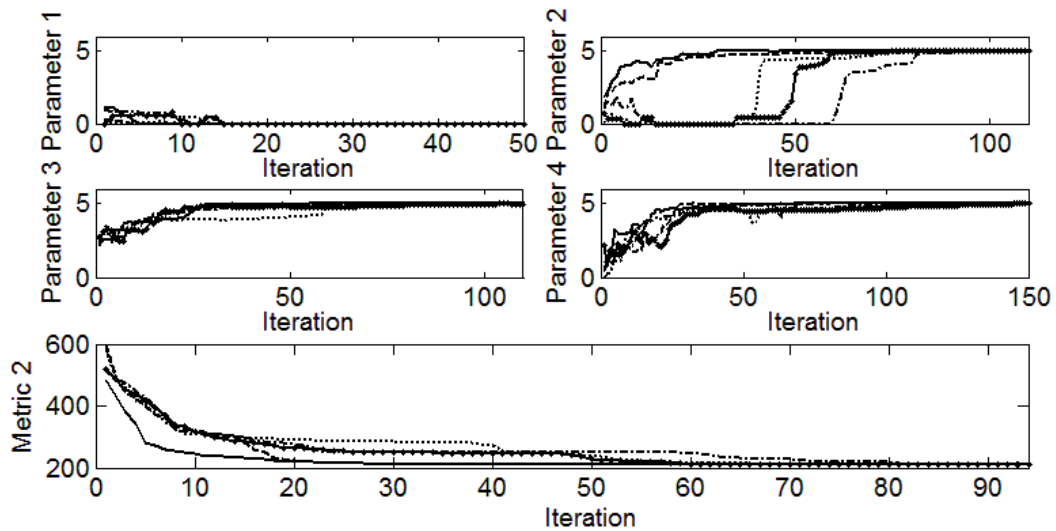 Parameter 1
5
0
0 10 20 30 40 50
Iteration
Parameter 2
5
0
0 50 100
Iteration
Parameter 3
5
0
0 50 100
Iteration
Parameter 4
5
0
0 50 100 150
Iteration
Metric 2
600
400
200
0 10 20 30 40 50 60 70 80 90
Iteration